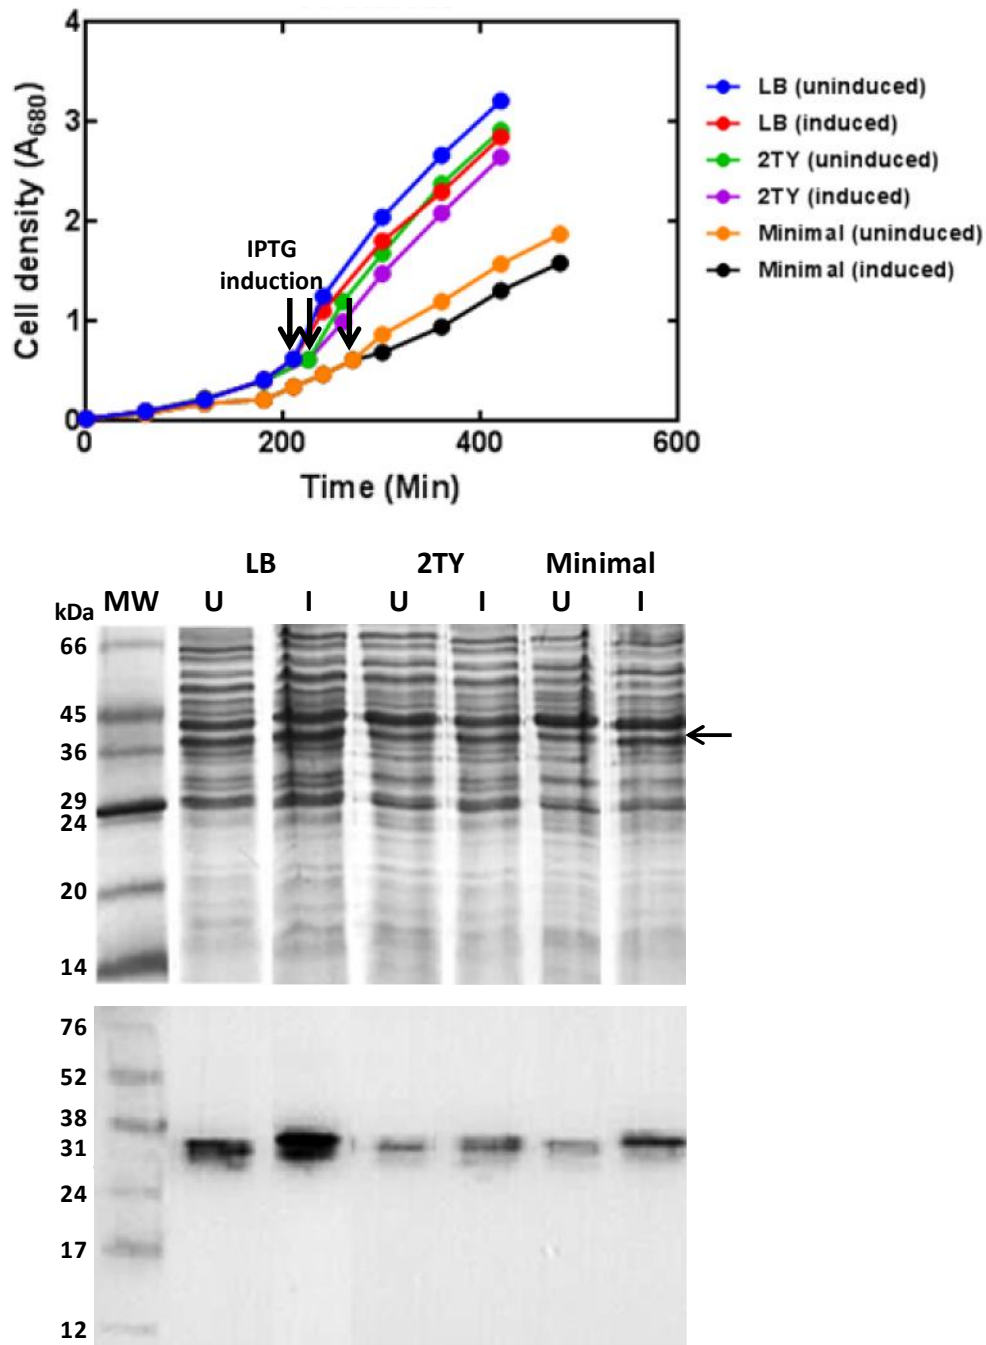 4
3
2
1
0
Cell density (A680)
IPTG
induction
0 200 400 600
Time (Min)
LB (uninduced)
LB (induced)
2TY (uninduced)
2TY (induced)
Minimal (uninduced)
Minimal (induced)
LB 2TY Minimal
kDa MW U I U I U I
66
45
36
29
24
20
14
76
52
38
31
24
17
12